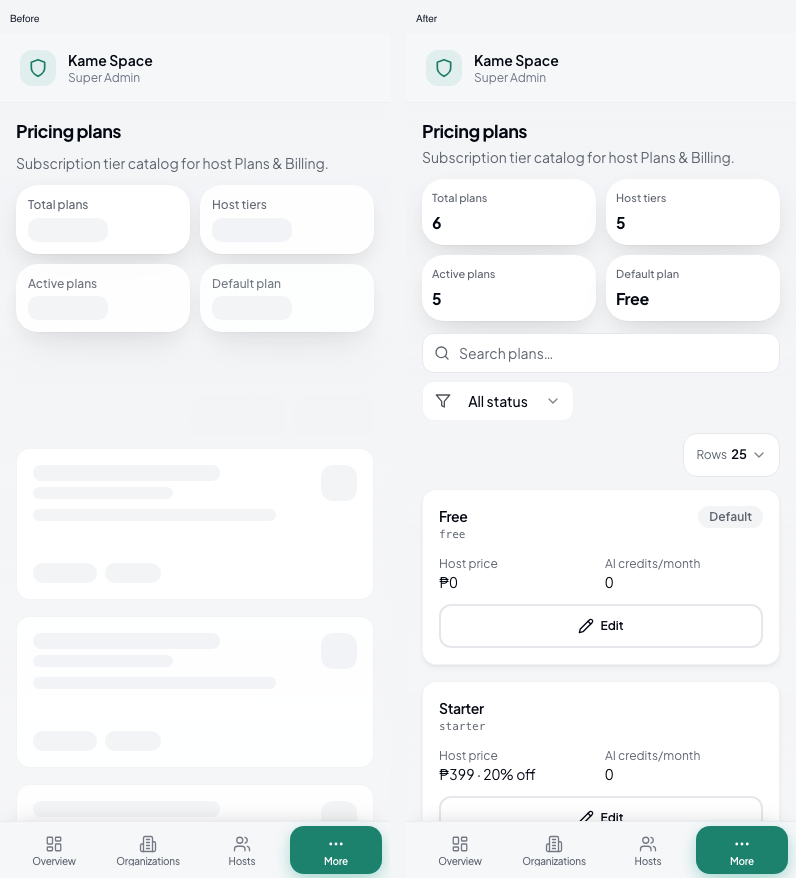 Before
Kame Space
Super Admin
Pricing plans
Subscription tier catalog for host Plans & Billing.
Total plans
Host tiers
Active plans
Default plan
Overview
Organizations
Hosts
More
After
Kame Space
Super Admin
Pricing plans
Subscription tier catalog for host Plans & Billing.
Total plans
6
Host tiers
5
Active plans
5
Default plan
Free
Search plans…
All status
Rows 25
Free
Default
free
Host price
AI credits/month
₱0
0
Edit
Starter
starter
Host price
AI credits/month
₱399 · 20% off
0
Edit
Overview
Organizations
Hosts
More